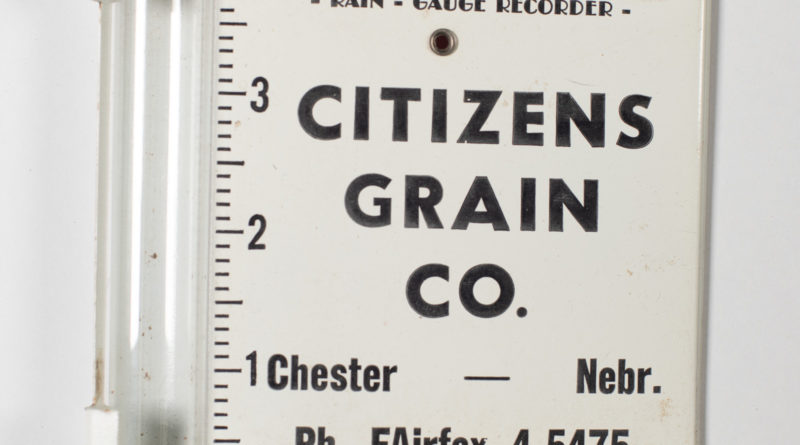 - RAIN - GAUGE RECORDER -
3
CITIZENS
2
GRAIN
CO.
1
Chester — Nebr.
Ph. FAirfax 4-5475